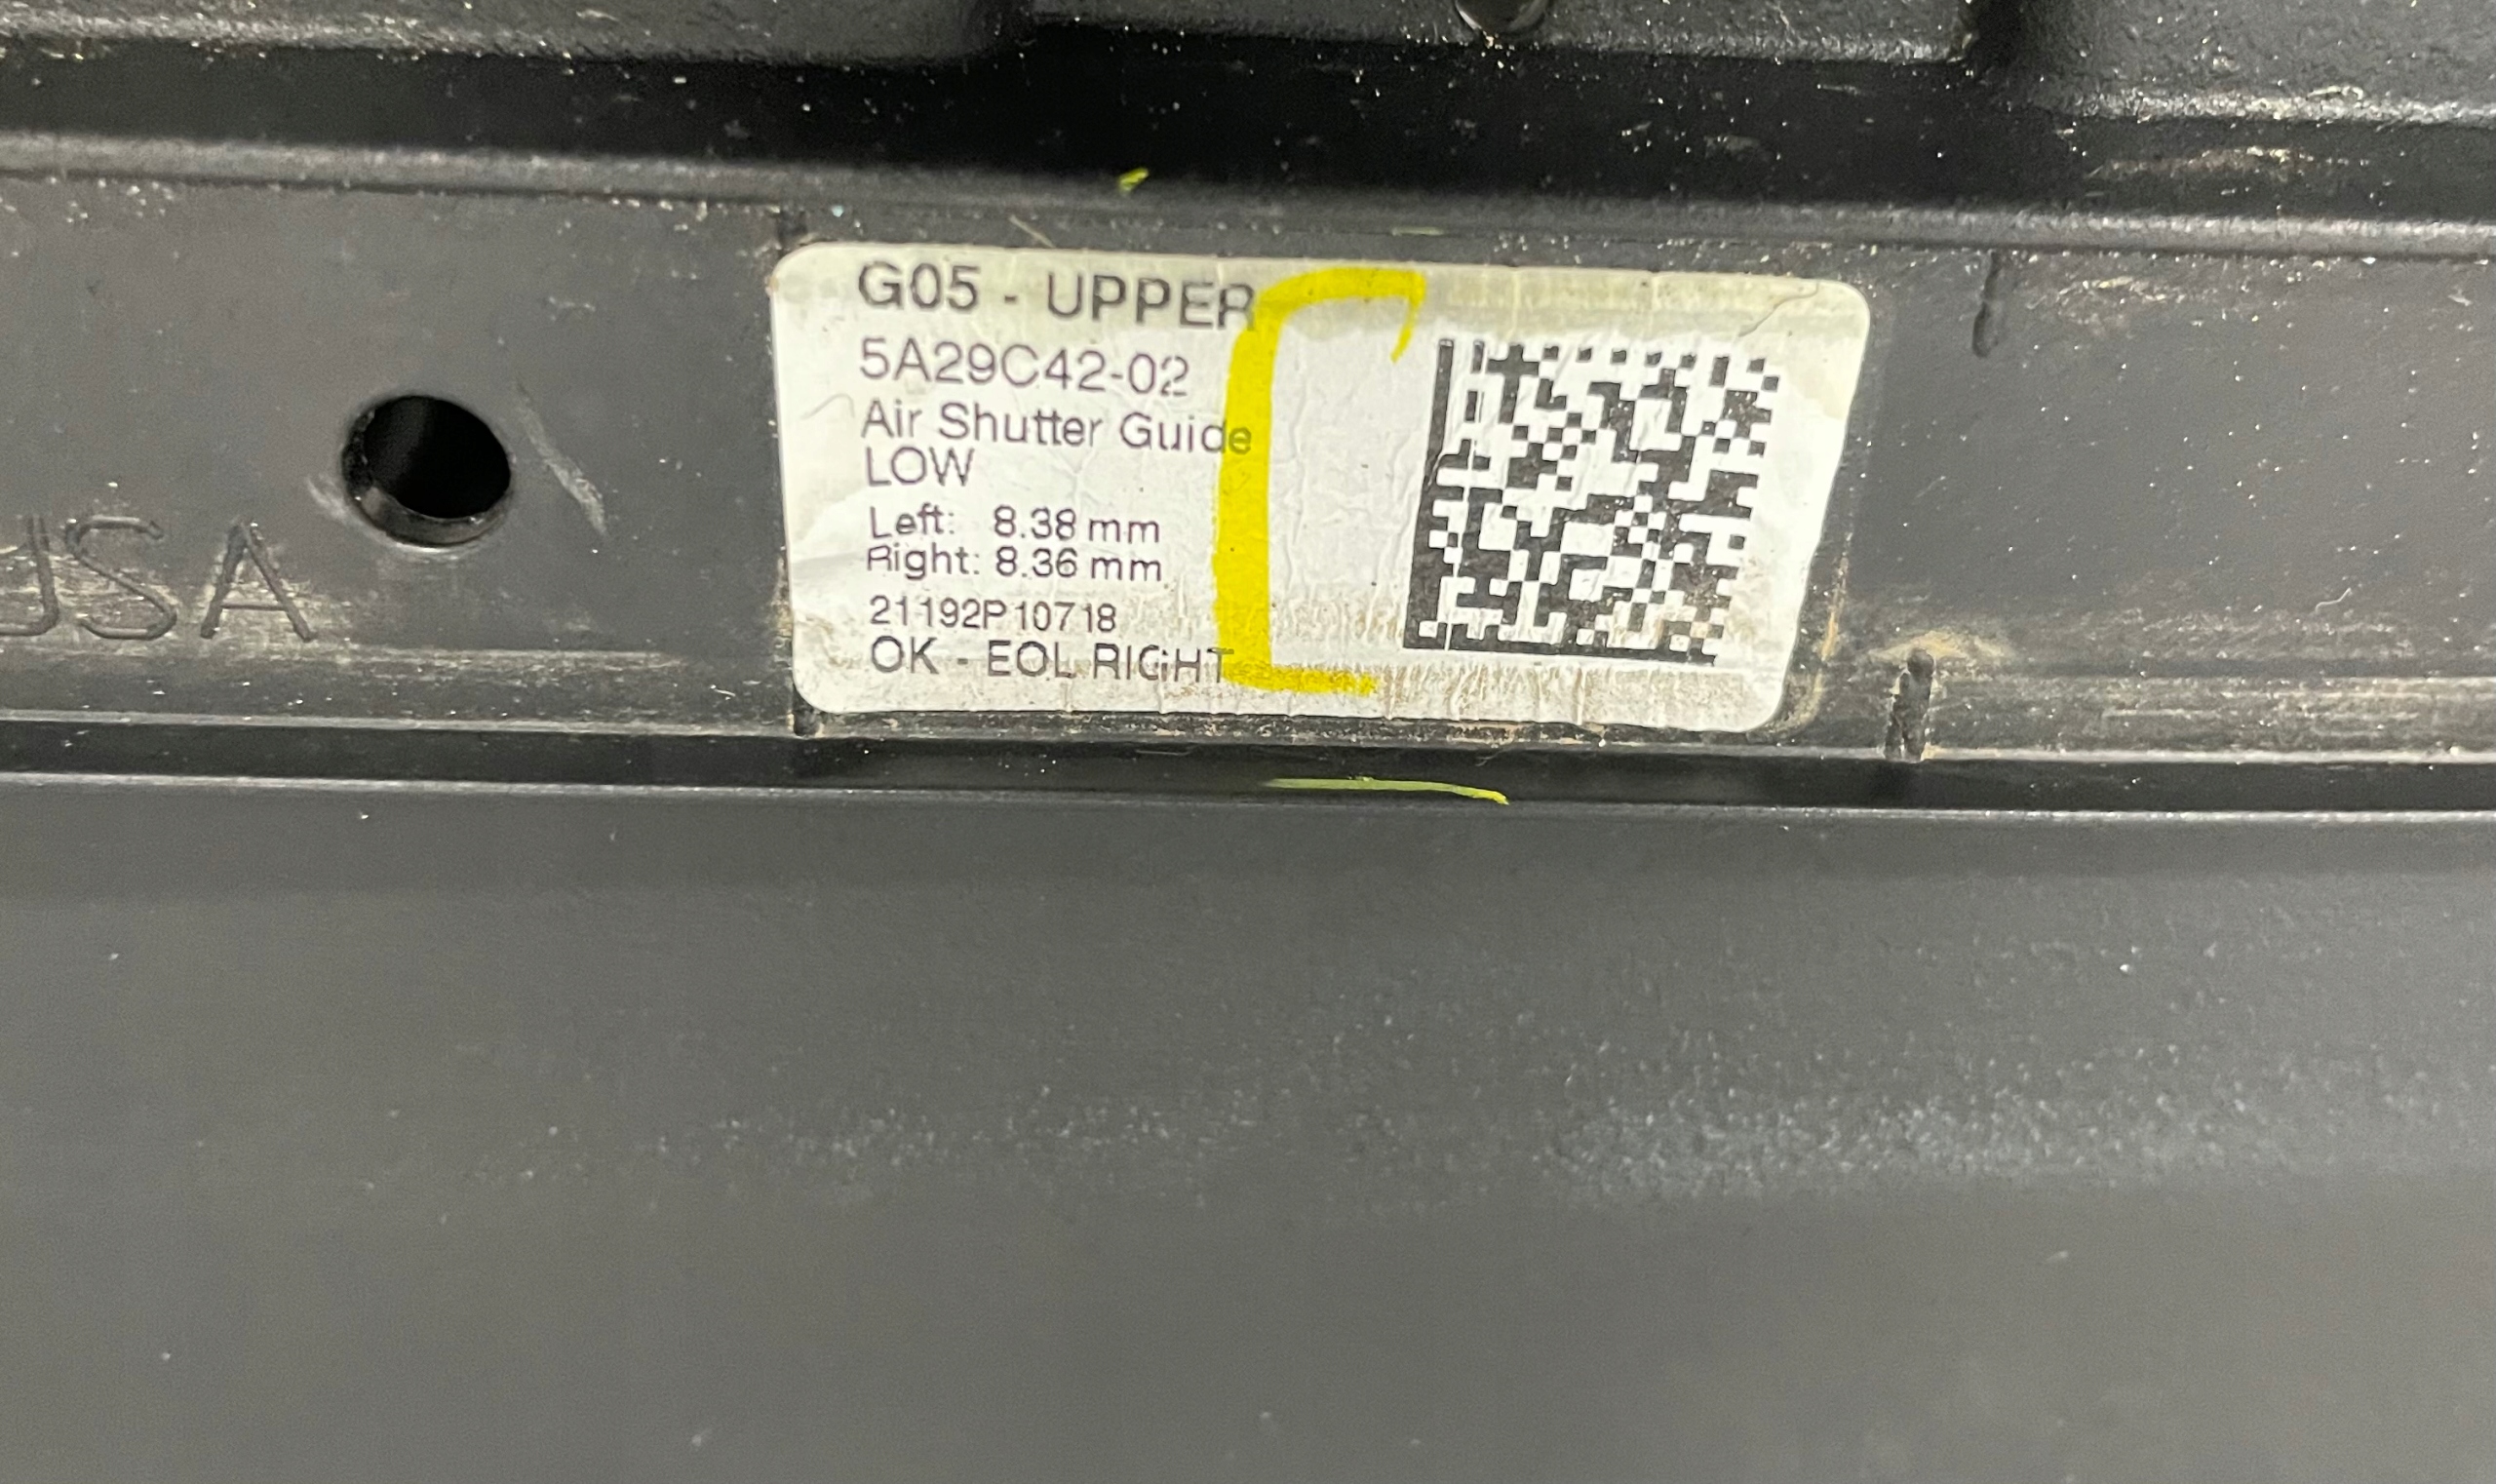 G05 - UPPER
5A29C42-02
Air Shutter Guide
LOW
Left: 8.38 mm
Right: 8.36 mm
21192P10718
OK - EOL RIGHT
USA